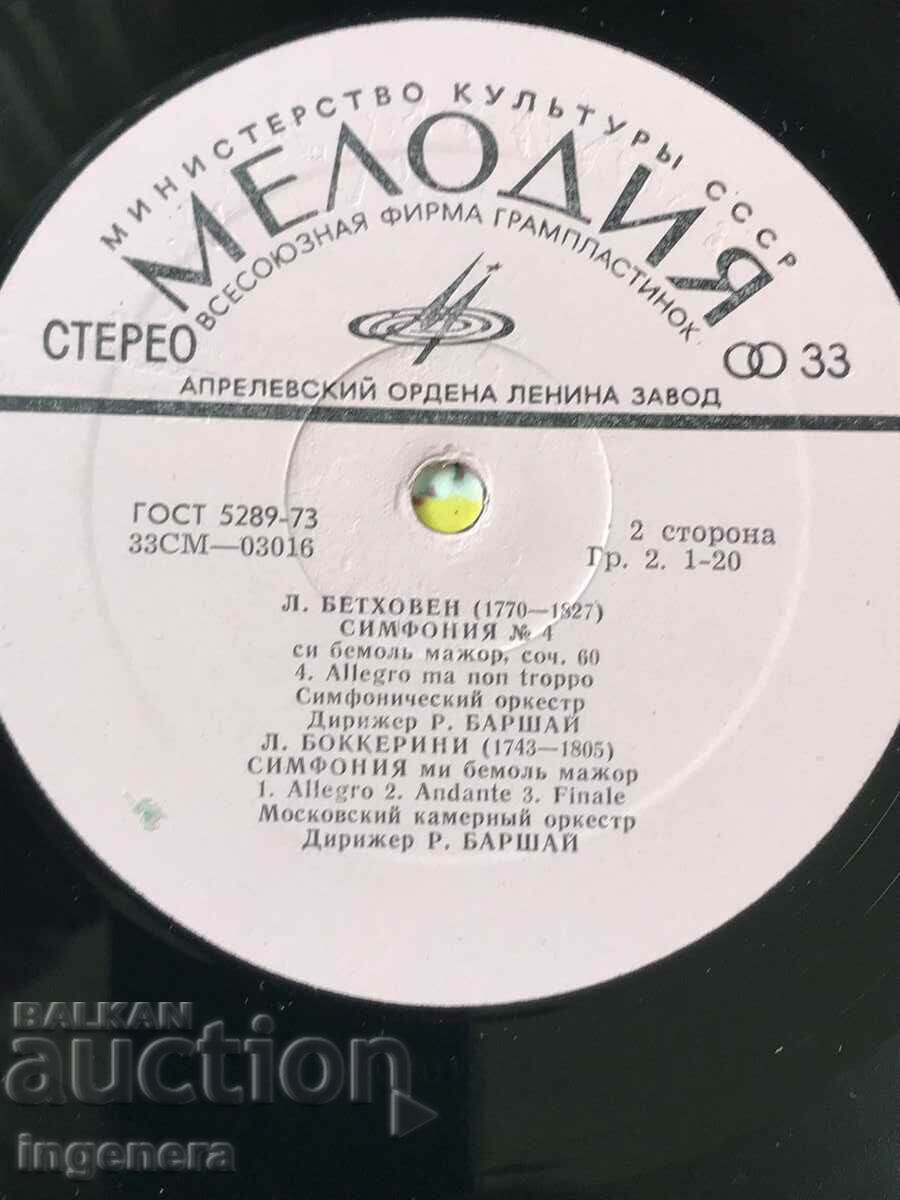 МИНИСТЕРСТВО КУЛЬТУРЫ СССР
МЕЛОДИЯ
ВСЕСОЮЗНАЯ ФИРМА ГРАМПЛАСТИНОК
СТЕРЕО
33
АПРЕЛЕВСКИЙ ОРДЕНА ЛЕНИНА ЗАВОД
ГОСТ 5289-73
33СМ—03016
2 сторона
Гр. 2. 1-20
Л. БЕТХОВЕН (1770—1827)
СИМФОНИЯ № 4
си бемоль мажор, соч. 60
4. Allegro ma non troppo
Симфонический оркестр
Дирижер Р. БАРШАЙ
Л. БОККЕРИНИ (1743—1805)
СИМФОНИЯ ми бемоль мажор
1. Allegro 2. Andante 3. Finale
Московский камерный оркестр
Дирижер Р. БАРШАЙ
BALKAN
auction
ingenera